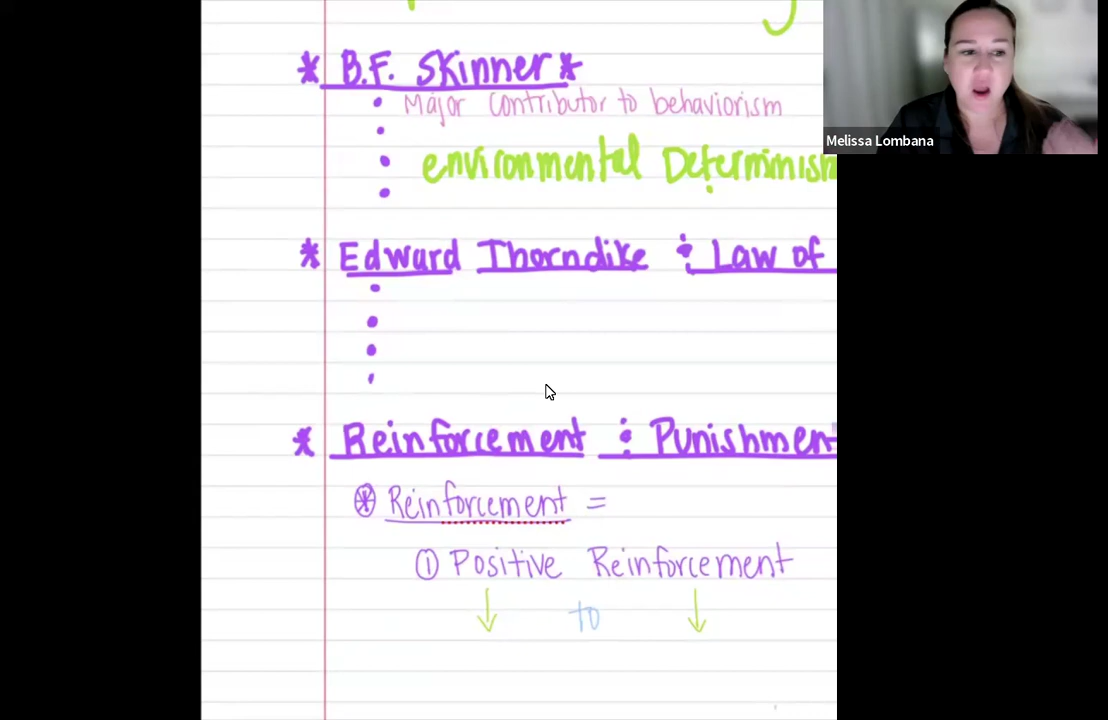 * B.F. Skinner *
• Major contributor to behaviorism
•
• environmental Determinism
•
* Edward Thorndike : Law of
•
•
•
•
* Reinforcement : Punishmen
* Reinforcement =
① Positive Reinforcement
↓ to ↓
Melissa Lombana